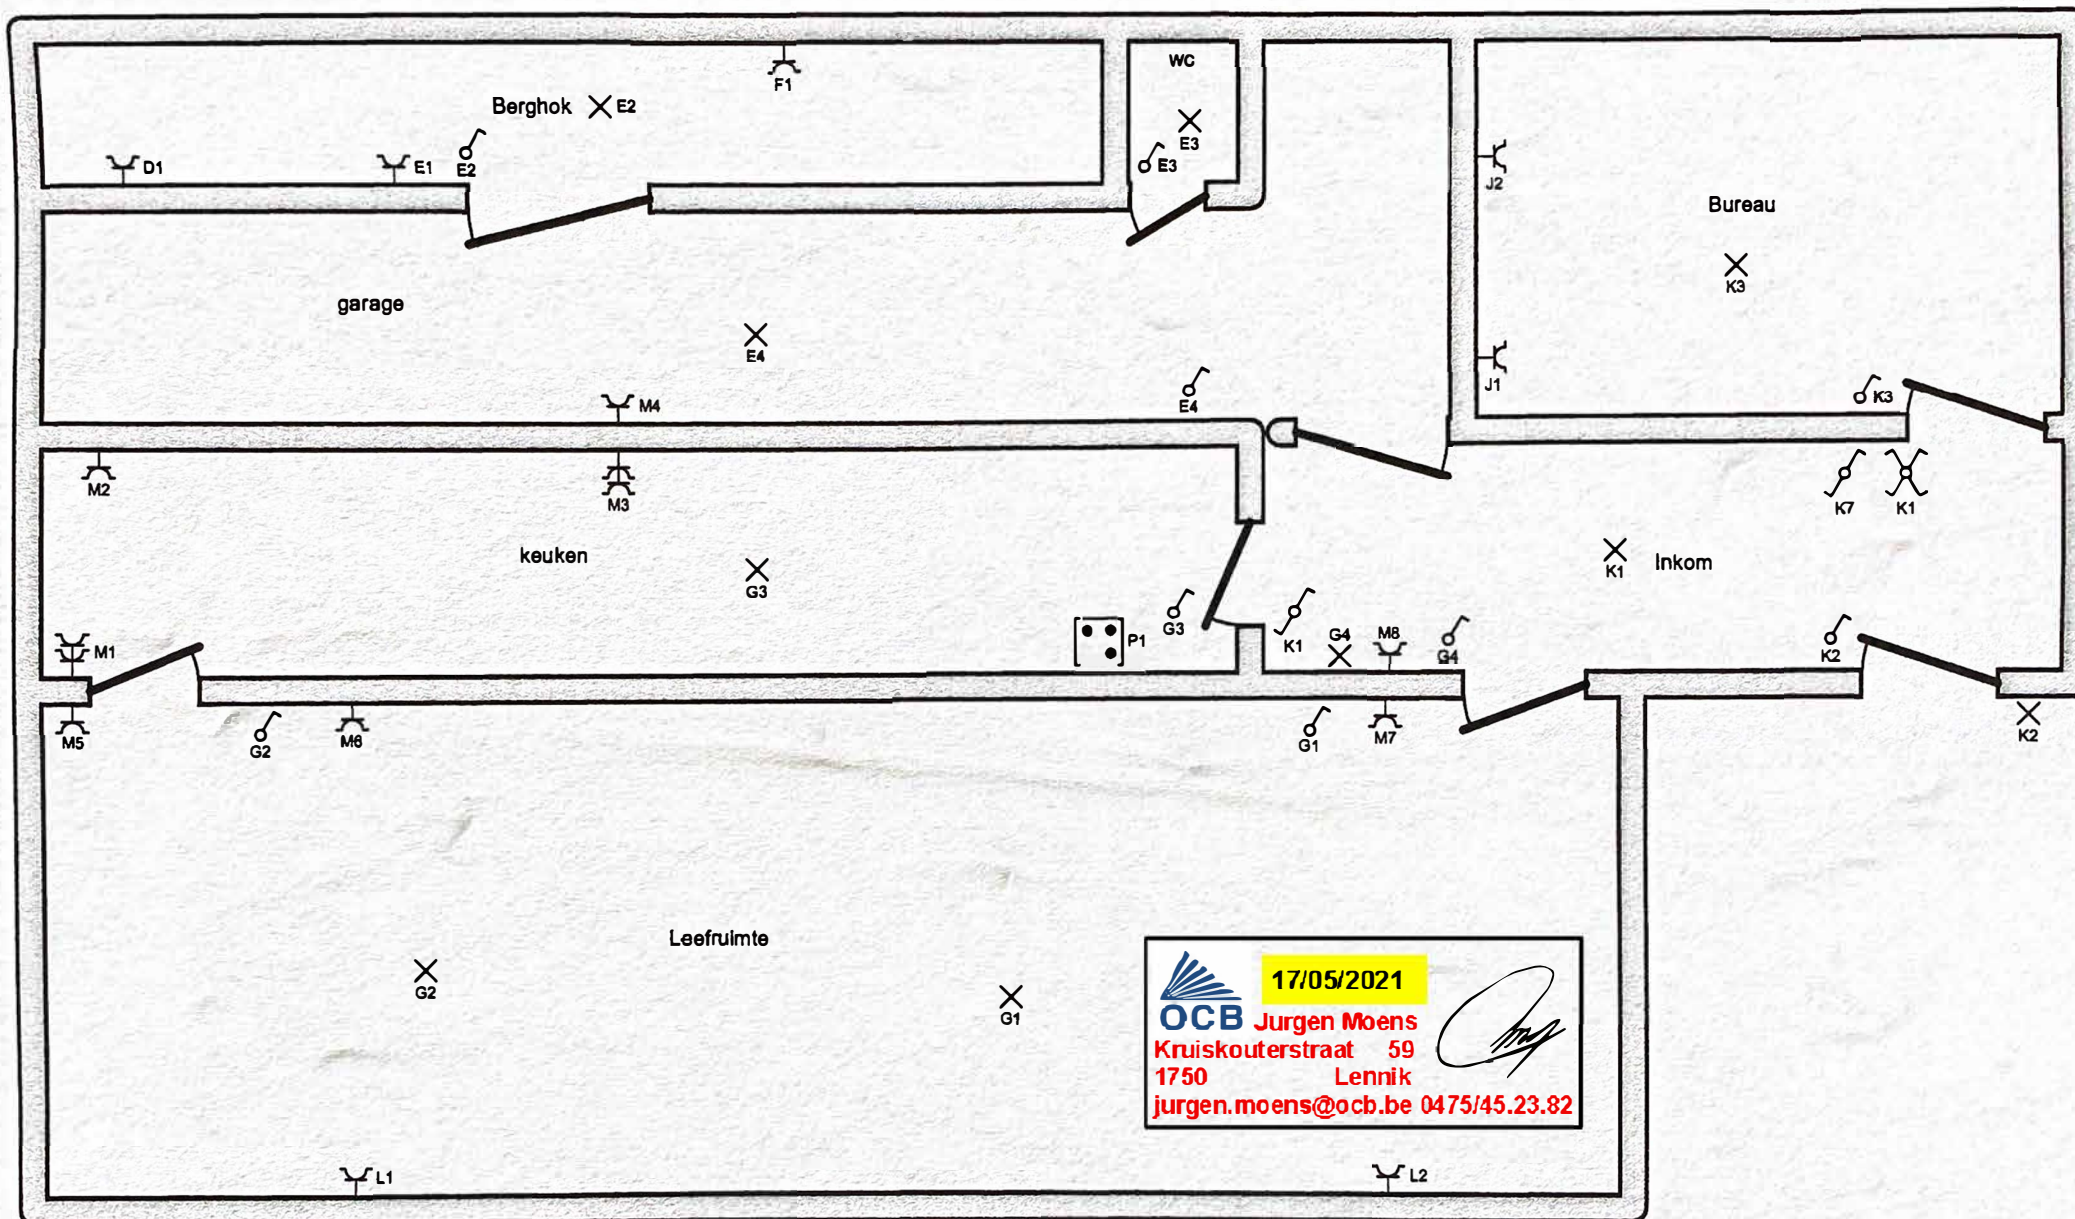 F1
WC
Berghok E2
E2
E3
E3
D1
E1
J2
Bureau
K3
garage
E4
E4
J1
K3
M4
M2
M3
K7
K1
keuken
G3
K1
Inkom
G3
K1
G4
M8
G4
K2
P1
M1
M5
G2
M6
G1
M7
K2
Leefruimte
G2
G1
17/05/2021
OCB Jurgen Moens
Kruiskouterstraat 59
1750 Lennik
jurgen.moens@ocb.be 0475/45.23.82
L1
L2